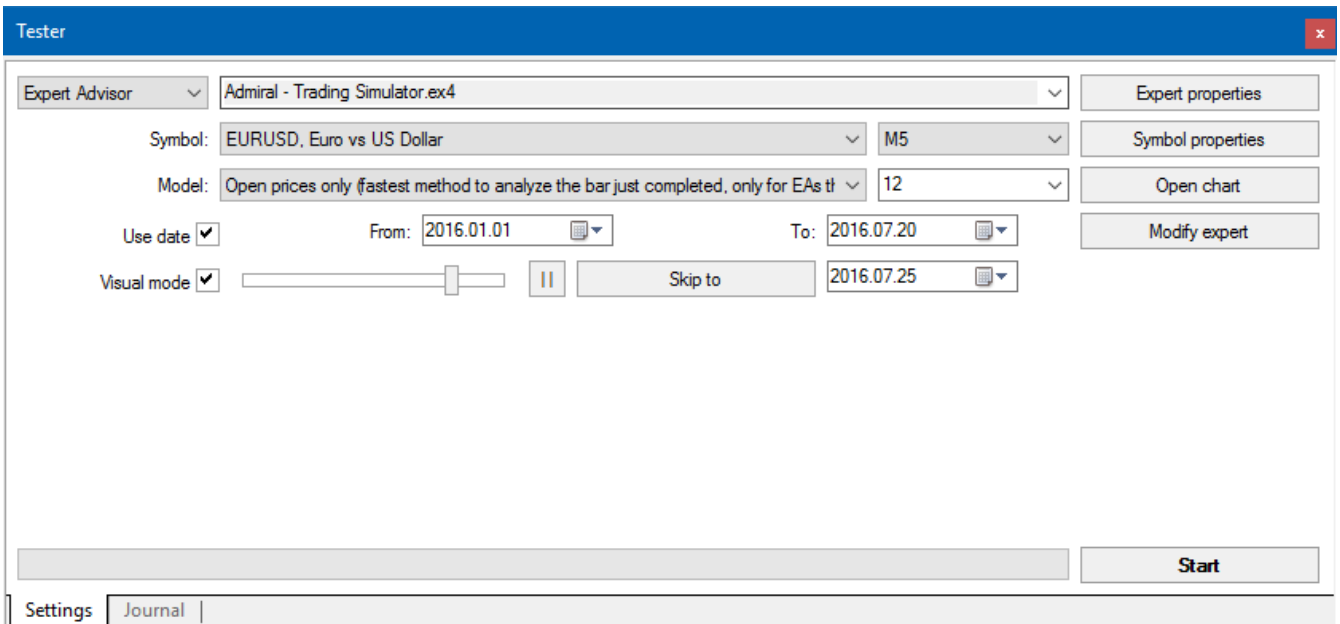 Tester
x
Expert Advisor Admiral - Trading Simulator.ex4 Expert properties
Symbol: EURUSD, Euro vs US Dollar M5 Symbol properties
Model: Open prices only (fastest method to analyze the bar just completed, only for EAs 12 Open chart
Use date From: 2016.01.01 To: 2016.07.20 Modify expert
Visual mode Skip to 2016.07.25
Start
Settings Journal